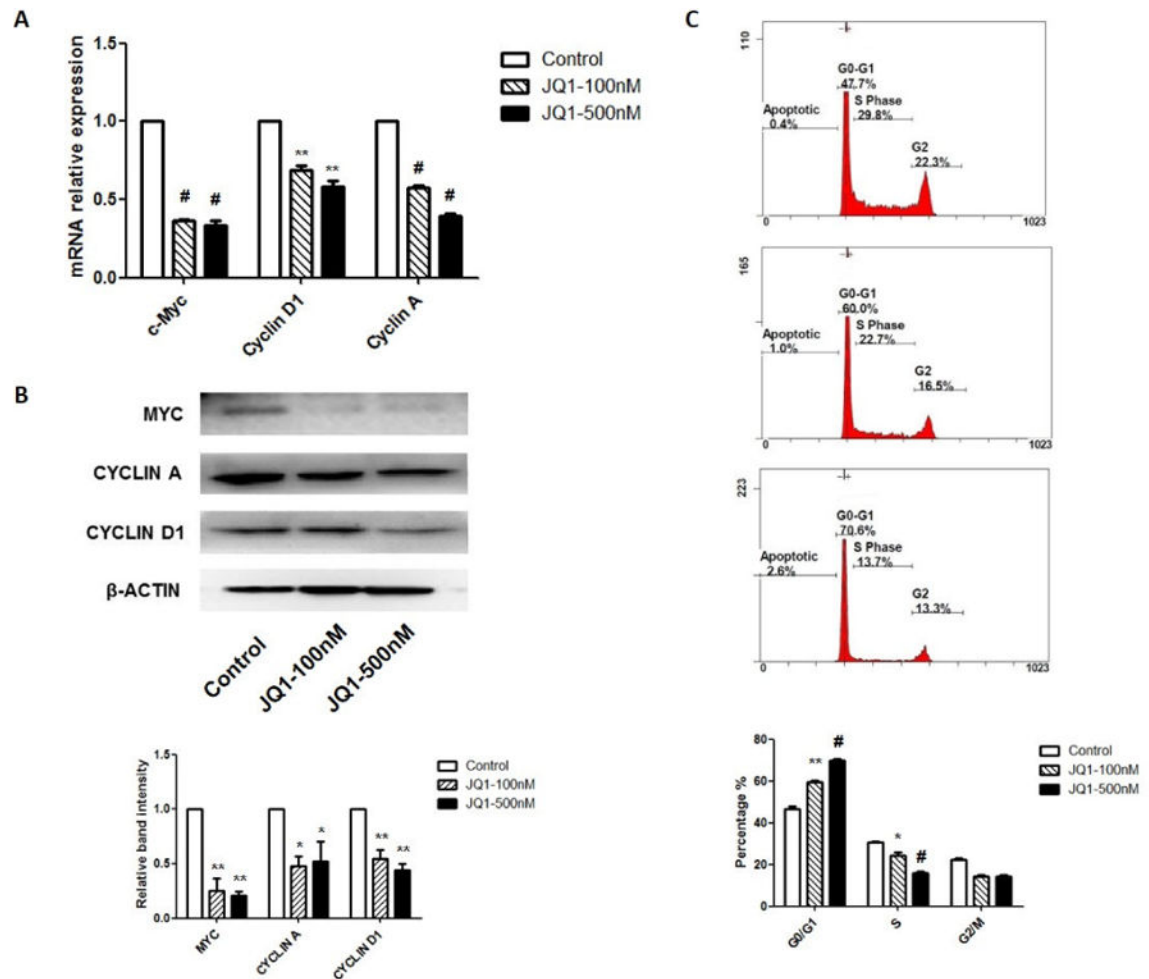 A
1.5
1.0
0.5
0.0
mRNA relative expression
# #
** **
# #
c-Myc
Cyclin D1
Cyclin A
Control
JQ1-100nM
JQ1-500nM
B
MYC
CYCLIN A
CYCLIN D1
β-ACTIN
Control
JQ1-100nM
JQ1-500nM
1.5
1.0
0.5
0.0
Relative band intensity
** **
* *
** **
MYC
CYCLIN A
CYCLIN D1
Control
JQ1-100nM
JQ1-500nM
C
110
G0-G1
47.7%
Apoptotic
0.4%
S Phase
29.8%
G2
22.3%
0
1023
165
G0-G1
60.0%
Apoptotic
1.0%
S Phase
22.7%
G2
16.5%
0
1023
223
G0-G1
70.6%
Apoptotic
2.6%
S Phase
13.7%
G2
13.3%
0
1023
80
60
40
20
0
Percentage %
** #
* #
G0/G1
S
G2/M
Control
JQ1-100nM
JQ1-500nM